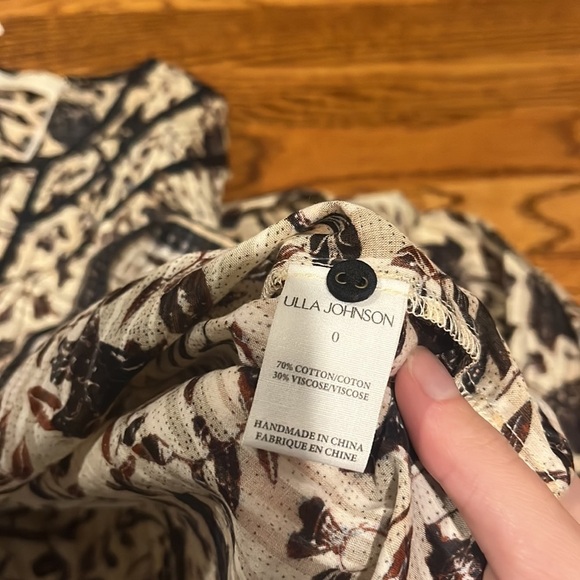 ULLA JOHNSON
0
70% COTTON/COTON
30% VISCOSE/VISCOSE
HANDMADE IN CHINA
FABRIQUE EN CHINE